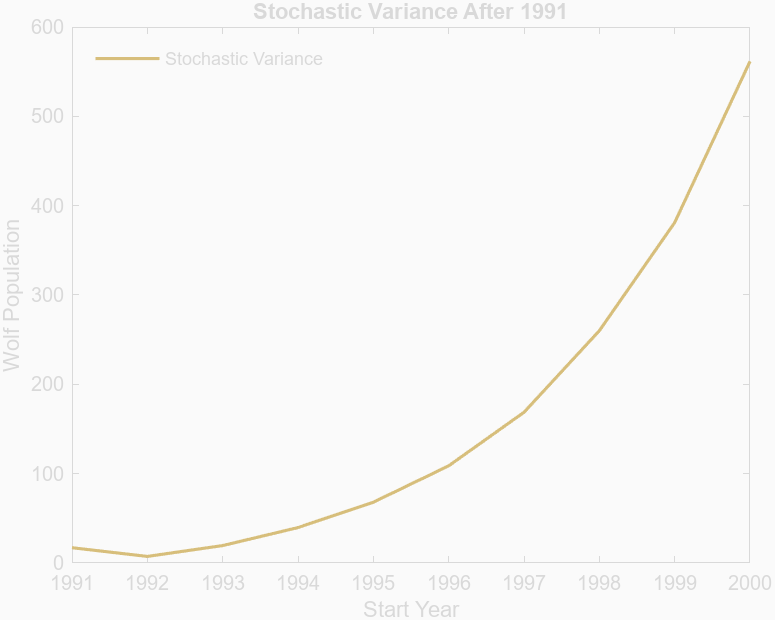 Stochastic Variance After 1991
600
Stochastic Variance
500
400
300
200
100
0
Wolf Population
1991 1992 1993 1994 1995 1996 1997 1998 1999 2000
Start Year